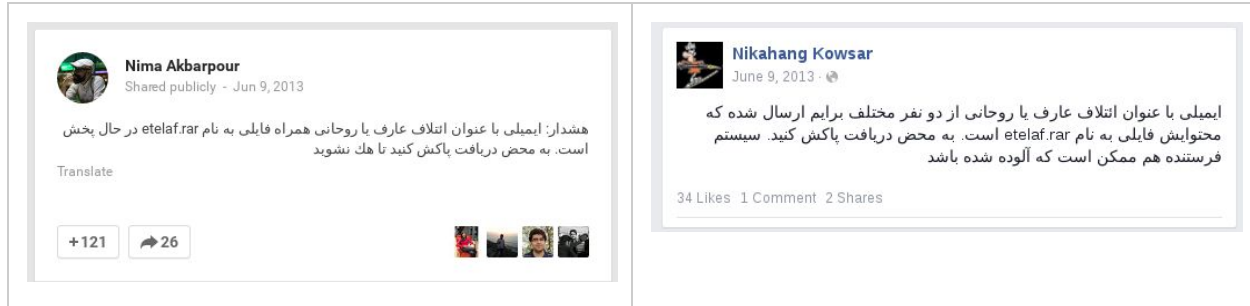 Nima Akbarpour
Shared publicly - Jun 9, 2013
هشدار: ایمیلی با عنوان ائتلاف عارف یا روحانی همراه فایلی به نام etelaf.rar در حال پخش
است. به محض دریافت پاکش کنید تا هك نشوید
Translate
+121
26
Nikahang Kowsar
June 9, 2013 ·
ایمیلی با عنوان ائتلاف عارف یا روحانی از دو نفر مختلف برایم ارسال شده که
محتوایش فایلی به نام etelaf.rar است. به محض دریافت پاکش کنید. سیستم
فرستنده هم ممکن است که آلوده شده باشد
34 Likes 1 Comment 2 Shares